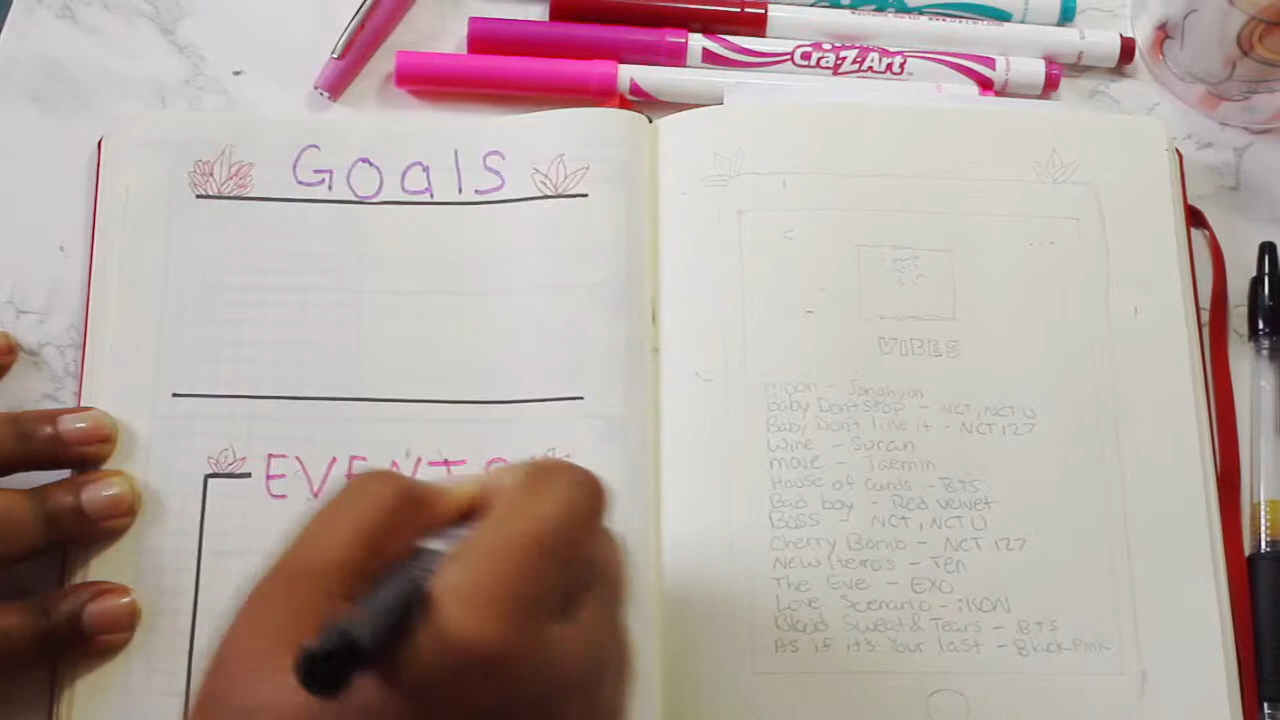 Cra-Z-Art
Goals
EVENTS
VIBES
Moon - Jonghyun
Baby Don't Stop - NCT, NCT U
Baby Don't like it - NCT 127
Wine - Suran
Move - Taemin
House of Cards - BTS
Bad boy - Red velvet
BOSS - NCT, NCT U
Cherry Bomb - NCT 127
New Heros - Ten
The Eve - EXO
Love Scenario - iKON
Blood Sweat & Tears - BTS
As if it's Your last - BlackPink